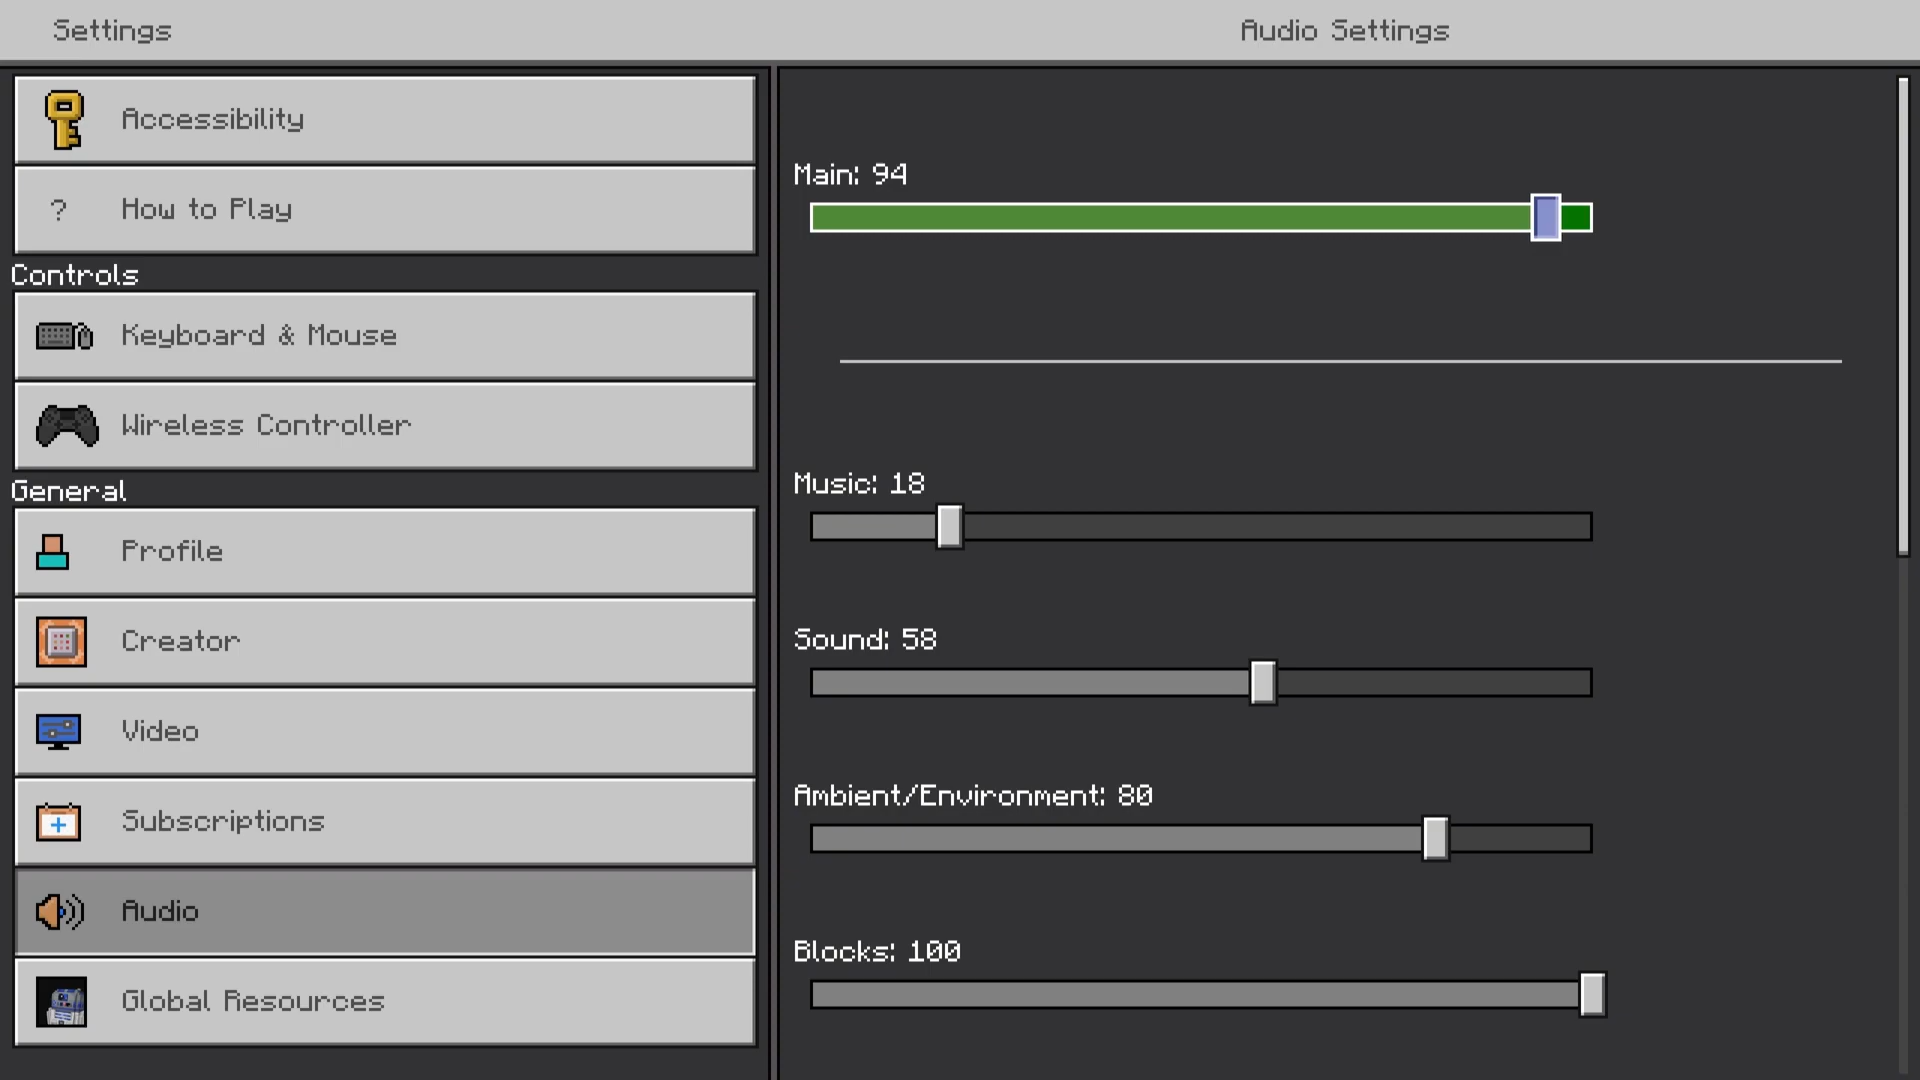 Settings
Audio Settings
Accessibility
? How to Play
Controls
Keyboard & Mouse
Wireless Controller
General
Profile
Creator
Video
Subscriptions
Audio
Global Resources
Main: 94
Music: 18
Sound: 58
Ambient/Environment: 80
Blocks: 100